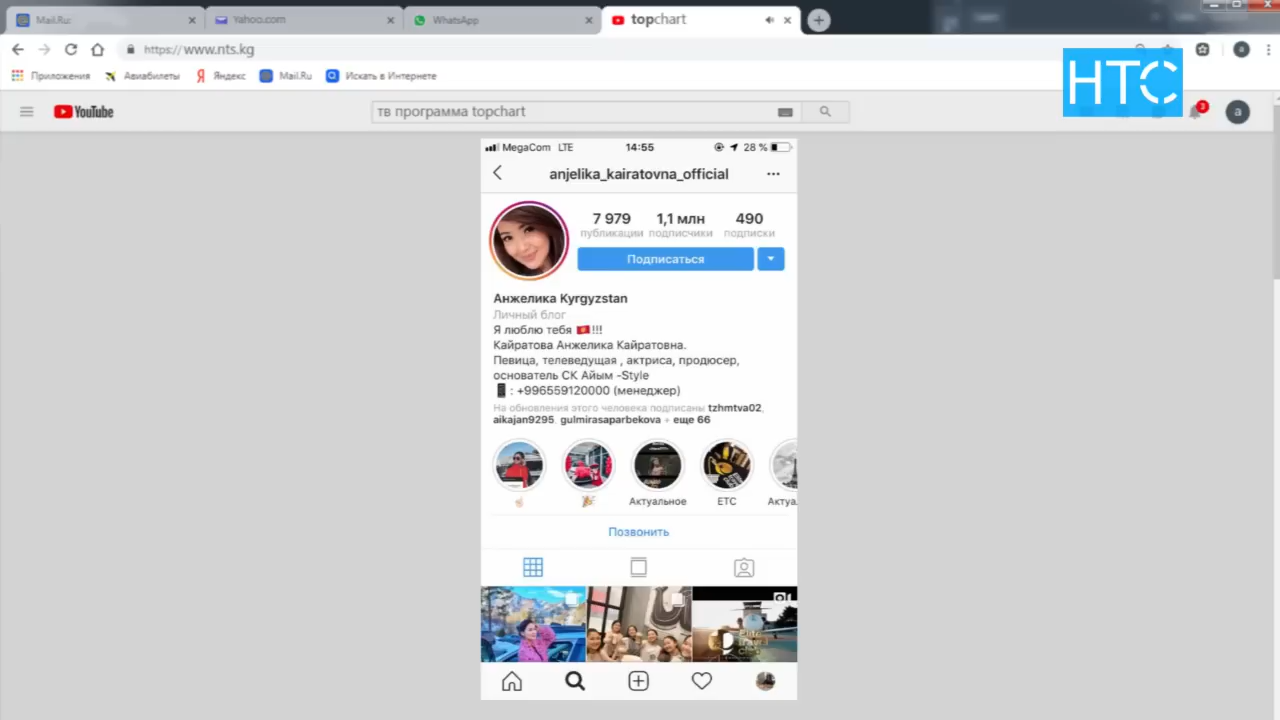 Mail.Ru:
Yahoo.com
WhatsApp
topchart
https://www.nts.kg
Приложения
Авиабилеты
Яндекс
Mail.Ru
Искать в Интернете
НТС
YouTube
тв программа topchart
3
a
MegaCom LTE
14:55
28 %
anjelika_kairatovna_official
7 979
1,1 млн
490
публикации
подписчики
подписки
Подписаться
Анжелика Kyrgyzstan
Личный блог
Я люблю тебя 🇰🇬!!!
Кайратова Анжелика Кайратовна.
Певица, телеведущая , актриса, продюсер,
основатель СК Айым -Style
📱: +996559120000 (менеджер)
На обновления этого человека подписаны tzhmtva02,
aikajan9295, gulmirasaparbekova + еще 66
Актуальное
ETC
Актуа
Позвонить